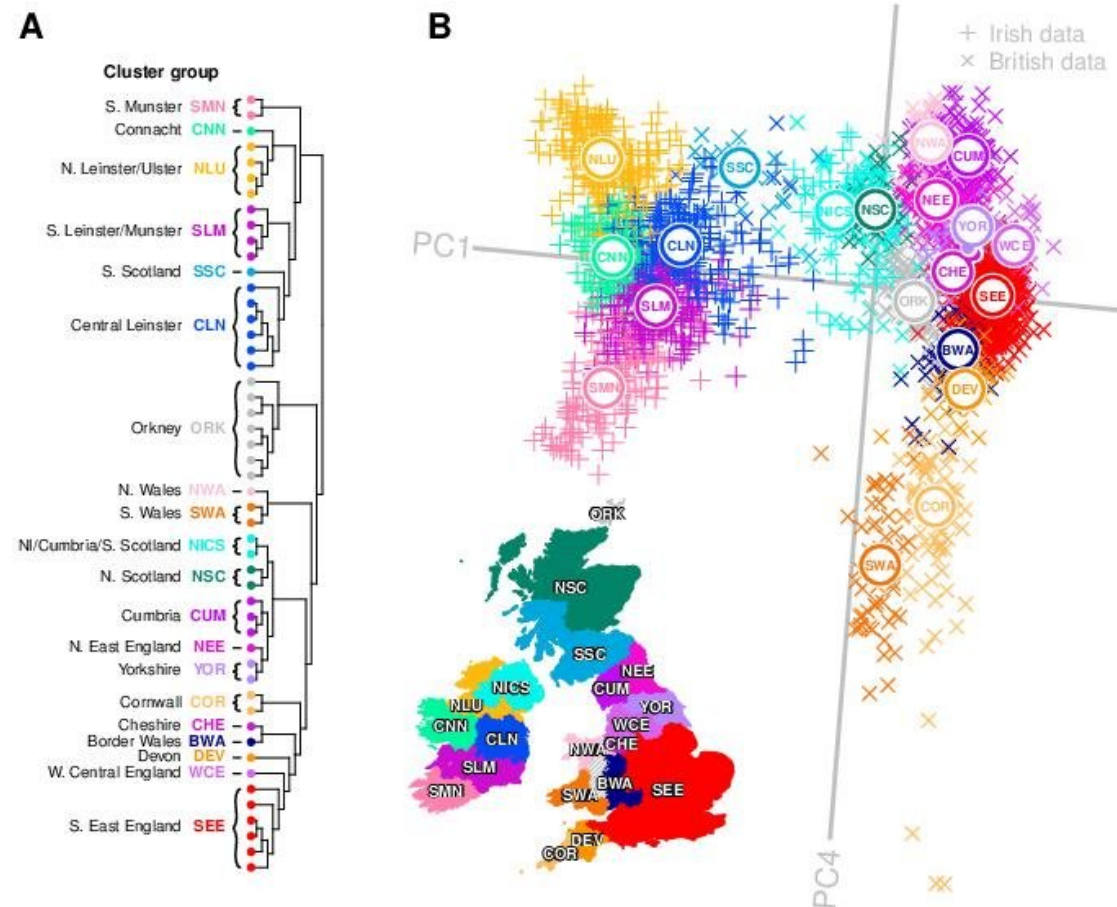 A
Cluster group
S. Munster SMN
Connacht CNN
N. Leinster/Ulster NLU
S. Leinster/Munster SLM
S. Scotland SSC
Central Leinster CLN
Orkney ORK
N. Wales NWA
S. Wales SWA
NI/Cumbria/S. Scotland NICS
N. Scotland NSC
Cumbria CUM
N. East England NEE
Yorkshire YOR
Cornwall COR
Cheshire CHE
Border Wales BWA
Devon DEV
W. Central England WCE
S. East England SEE
B
+ Irish data
× British data
NLU
SSC
NWA
CUM
NICS
NSC
NEE
YOR
WCE
PC1
CNN
CLN
CHE
SLM
ORK
SEE
BWA
SMN
DEV
COR
SWA
PC4
ORK
NSC
SSC
NEE
NICS
CUM
NLU
YOR
CNN
WCE
CLN
CHE
NWA
SLM
BWA
SMN
SWA
SEE
DEV
COR